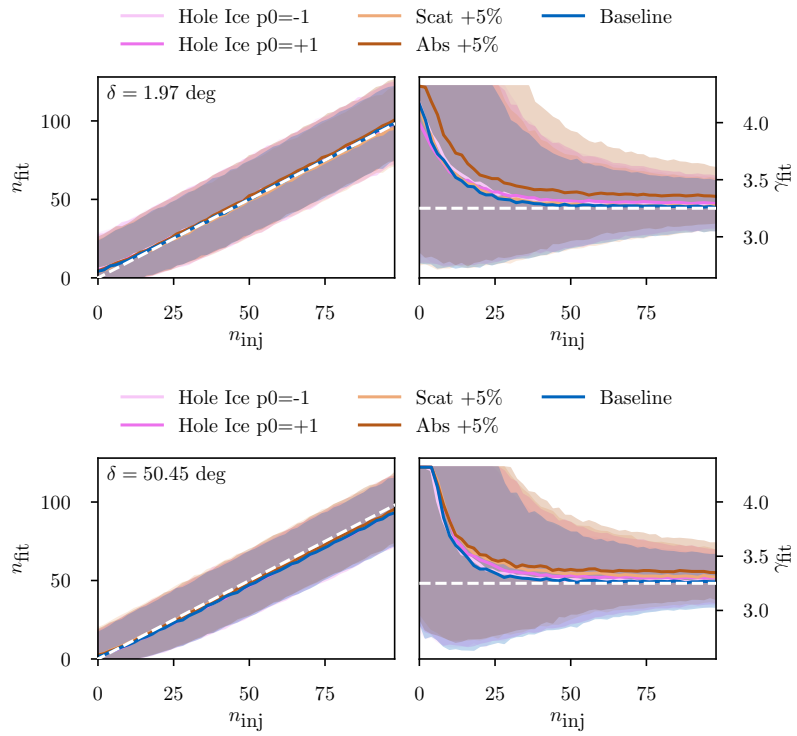 Hole Ice p0=-1 Scat +5% Baseline
Hole Ice p0=+1 Abs +5%
δ = 1.97 deg
n_fit
100
50
0
0 25 50 75
n_inj
4.0
3.5
3.0
γ_fit
0 25 50 75
n_inj
Hole Ice p0=-1 Scat +5% Baseline
Hole Ice p0=+1 Abs +5%
δ = 50.45 deg
n_fit
100
50
0
0 25 50 75
n_inj
4.0
3.5
3.0
γ_fit
0 25 50 75
n_inj